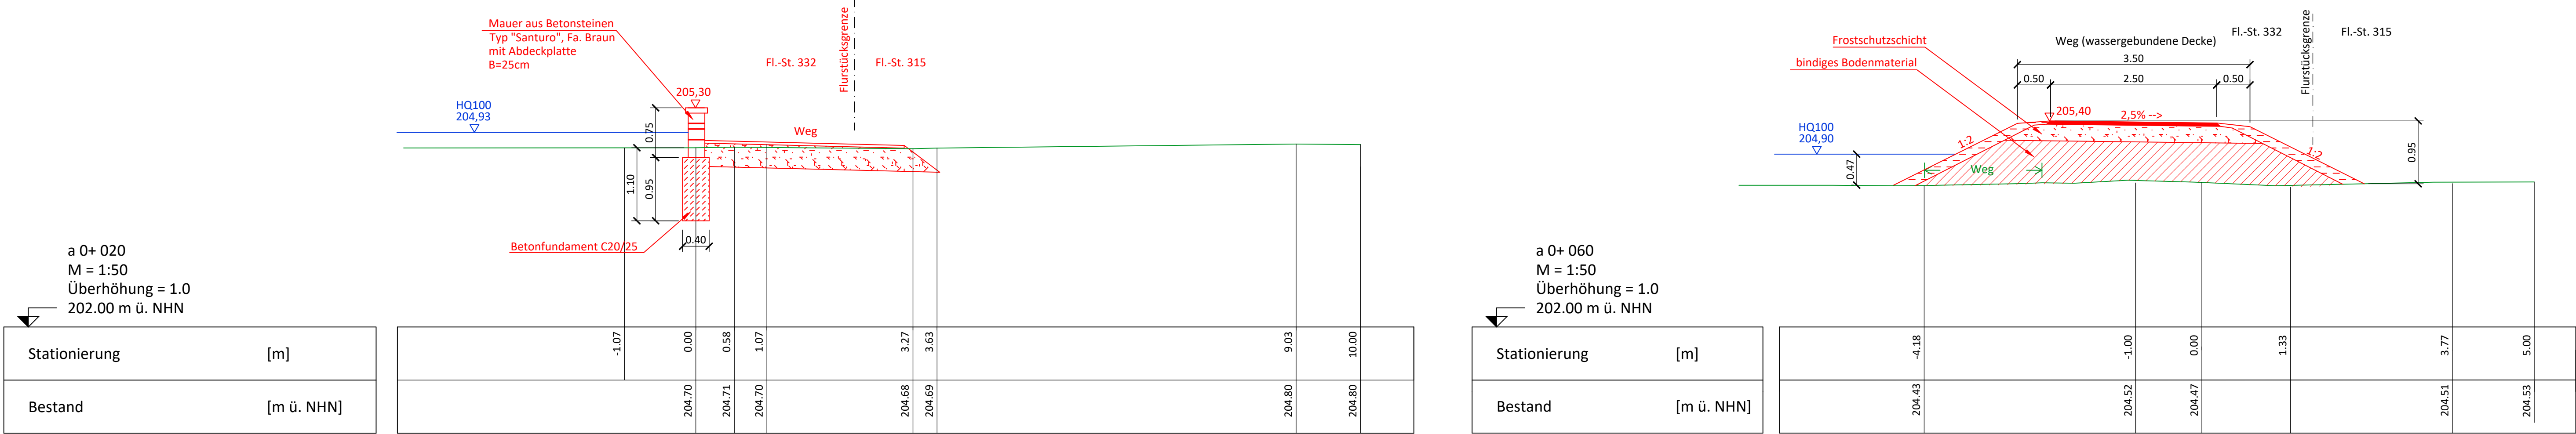 Mauer aus Betonsteinen
Typ "Santuro", Fa. Braun
mit Abdeckplatte
B=25cm
Fl.-St. 332
Flurstücksgrenze
Fl.-St. 315
205,30
HQ100
204,93
0.75
Weg
1.10
0.95
0.40
Betonfundament C20/25
a 0+ 020
M = 1:50
Überhöhung = 1.0
202.00 m ü. NHN
Stationierung [m]
-1.07 0.00 0.58 1.07 3.27 3.63 9.03 10.00
Bestand [m ü. NHN]
204.70 204.71 204.70 204.68 204.69 204.80 204.80
Frostschutzschicht
bindiges Bodenmaterial
Weg (wassergebundene Decke)
Fl.-St. 332
Flurstücksgrenze
Fl.-St. 315
3.50
0.50 2.50 0.50
205,40
2,5% -->
HQ100
204,90
1:2
1:2
0.47
Weg
0.95
a 0+ 060
M = 1:50
Überhöhung = 1.0
202.00 m ü. NHN
Stationierung [m]
-4.18 -1.00 0.00 1.33 3.77 5.00
Bestand [m ü. NHN]
204.43 204.52 204.47 204.51 204.53